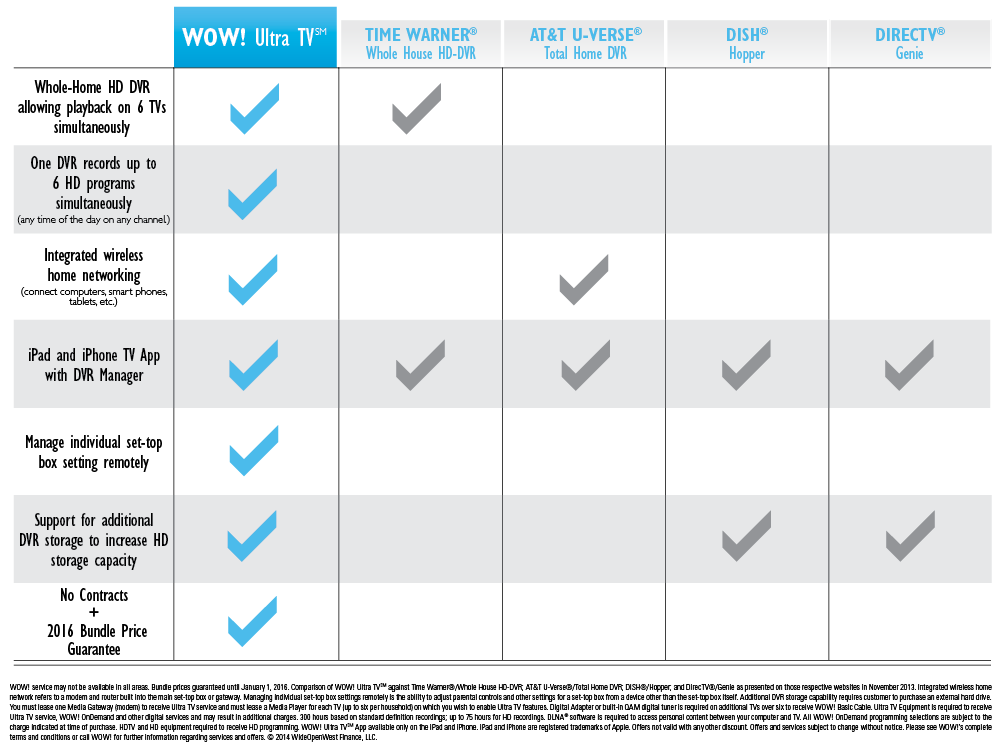 WOW! Ultra TV℠
TIME WARNER®
Whole House HD-DVR
AT&T U-VERSE®
Total Home DVR
DISH®
Hopper
DIRECTV®
Genie
Whole-Home HD DVR
allowing playback on 6 TVs
simultaneously
One DVR records up to
6 HD programs
simultaneously
(any time of the day on any channel.)
Integrated wireless
home networking
(connect computers, smart phones,
tablets, etc.)
iPad and iPhone TV App
with DVR Manager
Manage individual set-top
box setting remotely
Support for additional
DVR storage to increase HD
storage capacity
No Contracts
+
2016 Bundle Price
Guarantee
WOW! service may not be available in all areas. Bundle prices guaranteed until January 1, 2016. Comparison of WOW! Ultra TV℠ against Time Warner®/Whole House HD-DVR; AT&T U-Verse®/Total Home DVR; DISH®/Hopper; and DirecTV®/Genie as presented on those respective websites in November 2013. Integrated wireless home
network refers to a modem and router built into the main set-top box or gateway. Managing individual set-top box settings remotely is the ability to adjust parental controls and other settings for a set-top box from a device other than the set-top box itself. Additional DVR storage capability requires customer to purchase an external hard drive.
You must lease one Media Gateway (modem) to receive Ultra TV service and must lease a Media Player for each TV (up to six per household) on which you wish to enable Ultra TV features. Digital Adapter or built-in QAM digital tuner is required on additional TVs over six to receive WOW! Basic Cable. Ultra TV Equipment is required to receive
Ultra TV service, WOW! OnDemand and other digital services and may result in additional charges. 300 hours based on standard definition recordings; up to 75 hours for HD recordings. DLNA® software is required to access personal content between your computer and TV. All WOW! OnDemand programming selections are subject to the
charge indicated at time of purchase. HDTV and HD equipment required to receive HD programming. WOW! Ultra TV℠ App available only on the iPad and iPhone. iPad and iPhone are registered trademarks of Apple. Offers not valid with any other discount. Offers and services subject to change without notice. Please see WOW!'s complete
terms and conditions or call WOW! for further information regarding services and offers. © 2014 WideOpenWest Finance, LLC.